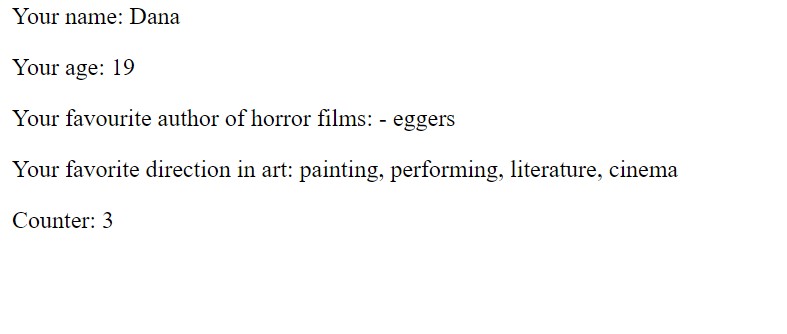 Your name: Dana
Your age: 19
Your favourite author of horror films: - eggers
Your favorite direction in art: painting, performing, literature, cinema
Counter: 3